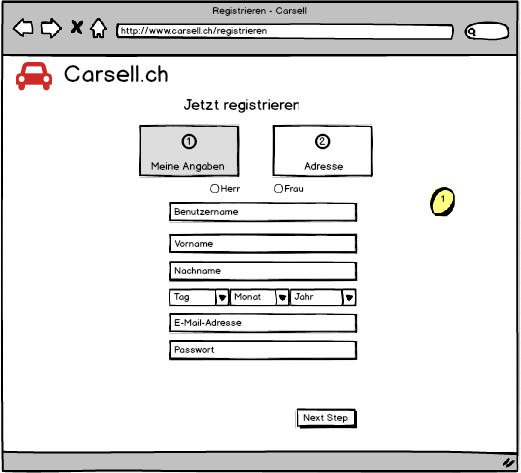 Registrieren - Carsell
http://www.carsell.ch/registrieren
Carsell.ch
Jetzt registrieren
1 2
Meine Angaben Adresse
Herr Frau
1
Benutzername
Vorname
Nachname
Tag Monat Jahr
E-Mail-Adresse
Passwort
Next Step